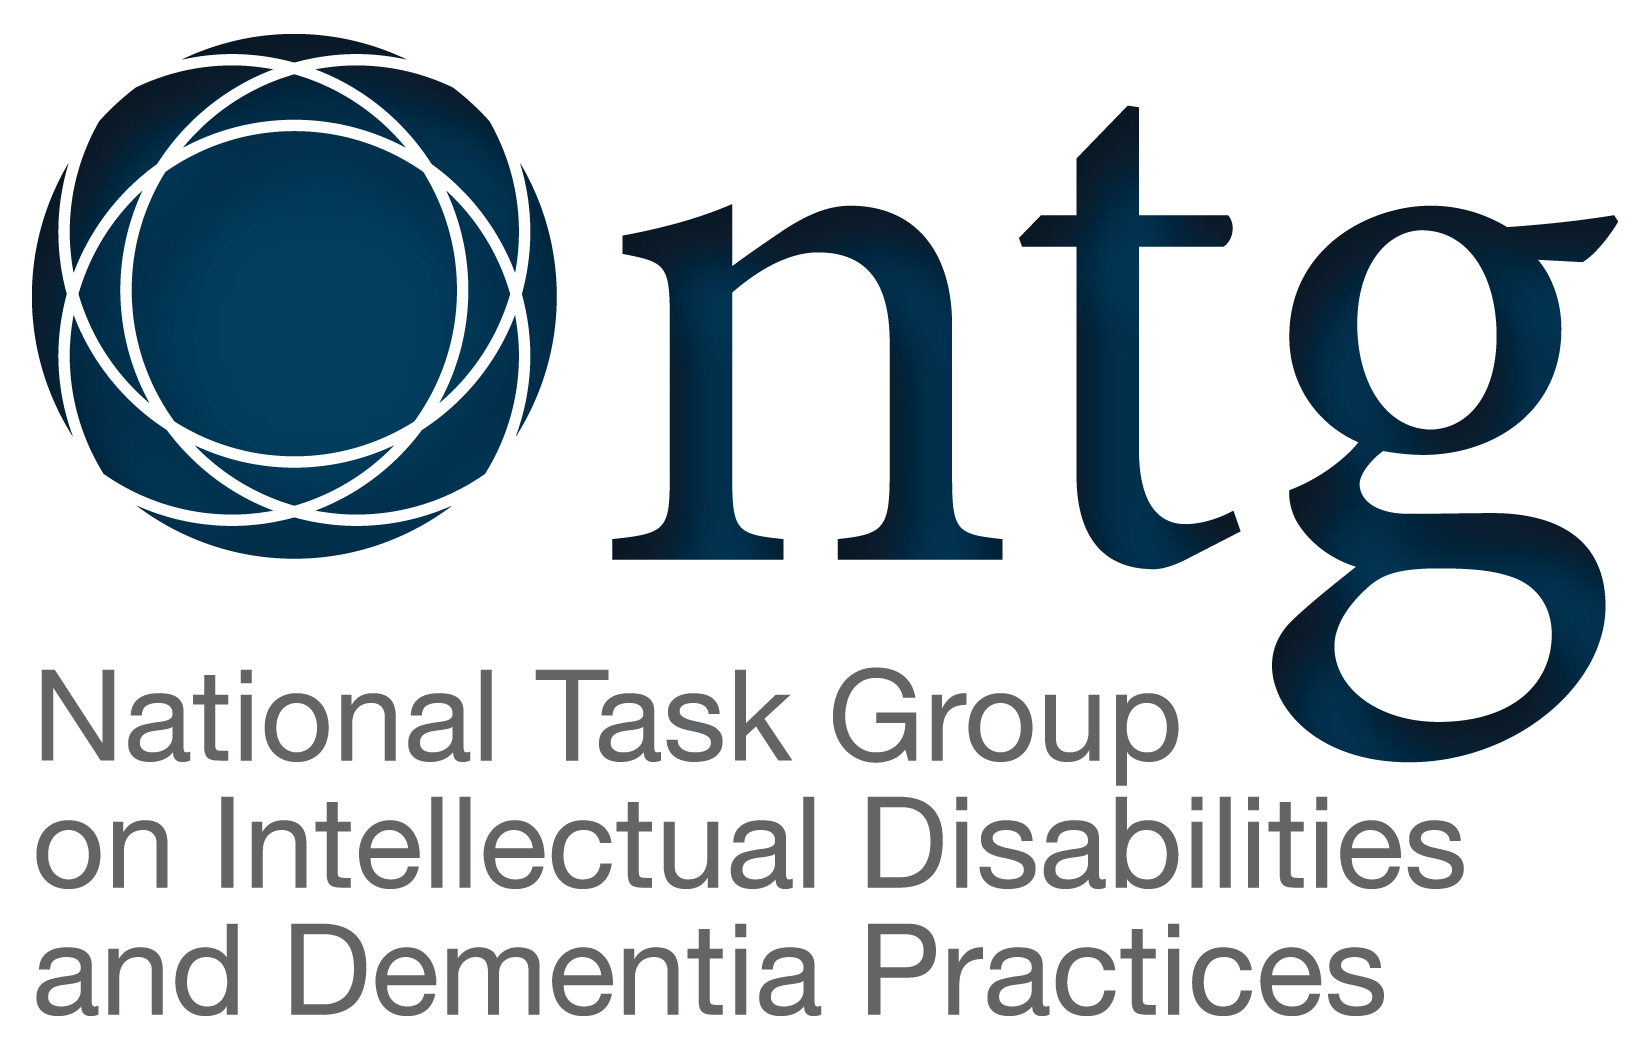 ntg
National Task Group
on Intellectual Disabilities
and Dementia Practices